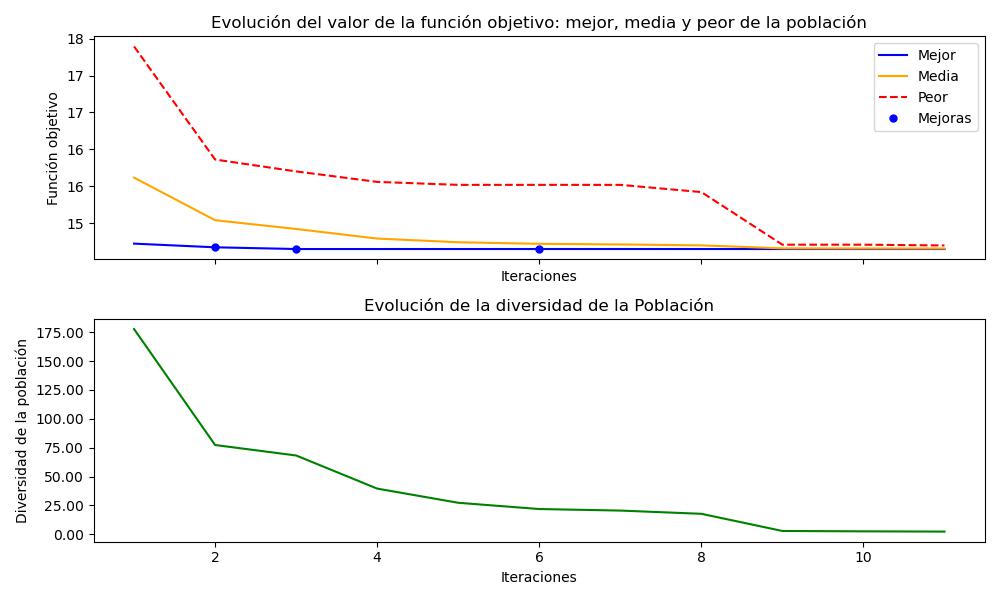 Evolución del valor de la función objetivo: mejor, media y peor de la población
18
17
17
16
16
15
Función objetivo
Mejor
Media
Peor
Mejoras
Iteraciones
Evolución de la diversidad de la Población
175.00
150.00
125.00
100.00
75.00
50.00
25.00
0.00
Diversidad de la población
2 4 6 8 10
Iteraciones